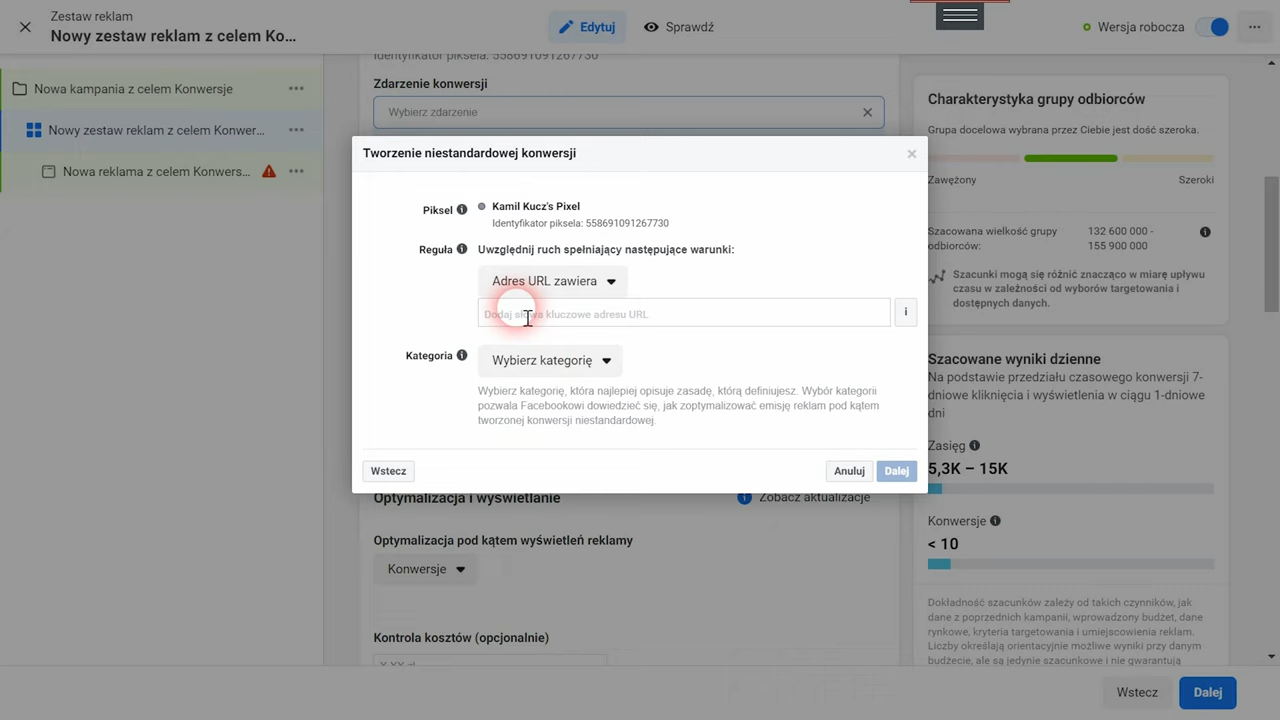 Zestaw reklam
Nowy zestaw reklam z celem Ko...
Edytuj
Sprawdź
Wersja robocza
Nowa kampania z celem Konwersje
Nowy zestaw reklam z celem Konwer...
Nowa reklama z celem Konwers...
Identyfikator piksela: 558691091267730
Zdarzenie konwersji
Wybierz zdarzenie
Tworzenie niestandardowej konwersji
Piksel
Kamil Kucz's Pixel
Identyfikator piksela: 558691091267730
Reguła
Uwzględnij ruch spełniający następujące warunki:
Adres URL zawiera
Dodaj słowa kluczowe adresu URL
i
Kategoria
Wybierz kategorię
Wybierz kategorię, która najlepiej opisuje zasadę, którą definiujesz. Wybór kategorii
pozwala Facebookowi dowiedzieć się, jak zoptymalizować emisję reklam pod kątem
tworzonej konwersji niestandardowej.
Wstecz
Anuluj
Dalej
Optymalizacja i wyświetlanie
Zobacz aktualizacje
Optymalizacja pod kątem wyświetleń reklamy
Konwersje
Kontrola kosztów (opcjonalnie)
X,XX zł
Charakterystyka grupy odbiorców
Grupa docelowa wybrana przez Ciebie jest dość szeroka.
Zawężony
Szeroki
Szacowana wielkość grupy
odbiorców:
132 600 000 -
155 900 000
Szacunki mogą się różnić znacząco w miarę upływu
czasu w zależności od wyborów targetowania i
dostępnych danych.
Szacowane wyniki dzienne
Na podstawie przedziału czasowego konwersji 7-
dniowe kliknięcia i wyświetlenia w ciągu 1-dniowe
dni
Zasięg
5,3K – 15K
Konwersje
< 10
Dokładność szacunków zależy od takich czynników, jak
dane z poprzednich kampanii, wprowadzony budżet, dane
rynkowe, kryteria targetowania i umiejscowienia reklam.
Liczby określają orientacyjnie możliwe wyniki przy danym
budżecie, ale są jedynie szacunkowe i nie gwarantują
Wstecz
Dalej